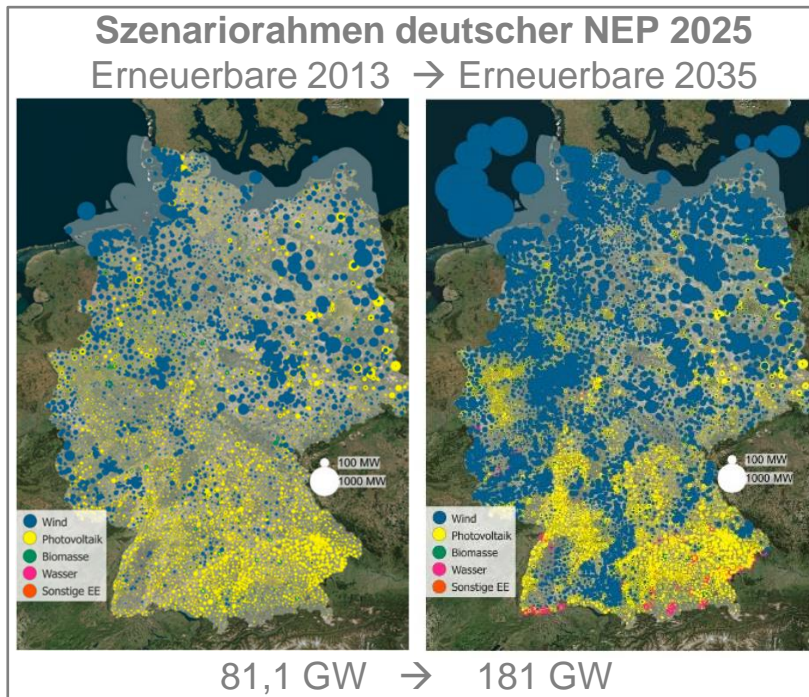 Szenariorahmen deutscher NEP 2025
Erneuerbare 2013 → Erneuerbare 2035
100 MW
1000 MW
Wind
Photovoltaik
Biomasse
Wasser
Sonstige EE
100 MW
1000 MW
Wind
Photovoltaik
Biomasse
Wasser
Sonstige EE
81,1 GW → 181 GW